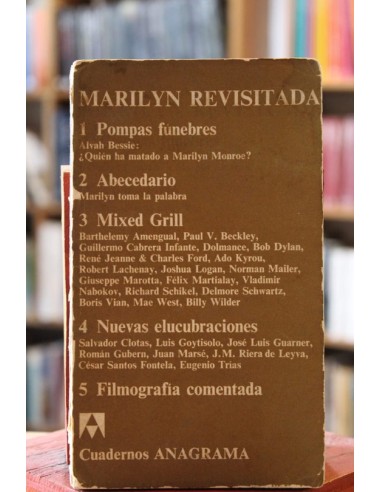 MARILYN REVISITADA
1 Pompas fúnebres
Alvah Bessie:
¿Quién ha matado a Marilyn Monroe?
2 Abecedario
Marilyn toma la palabra
3 Mixed Grill
Barthelemy Amengual, Paul V. Beckley,
Guillermo Cabrera Infante, Dolmance, Bob Dylan,
René Jeanne & Charles Ford, Ado Kyrou,
Robert Lachenay, Joshua Logan, Norman Mailer,
Giuseppe Marotta, Félix Martialay, Vladimir
Nabokov, Richard Schikel, Delmore Schwartz,
Boris Vian, Mae West, Billy Wilder
4 Nuevas elucubraciones
Salvador Clotas, Luis Goytisolo, José Luis Guarner,
Román Gubern, Juan Marsé, J.M. Riera de Leyva,
César Santos Fontela, Eugenio Trías
5 Filmografía comentada
Cuadernos ANAGRAMA